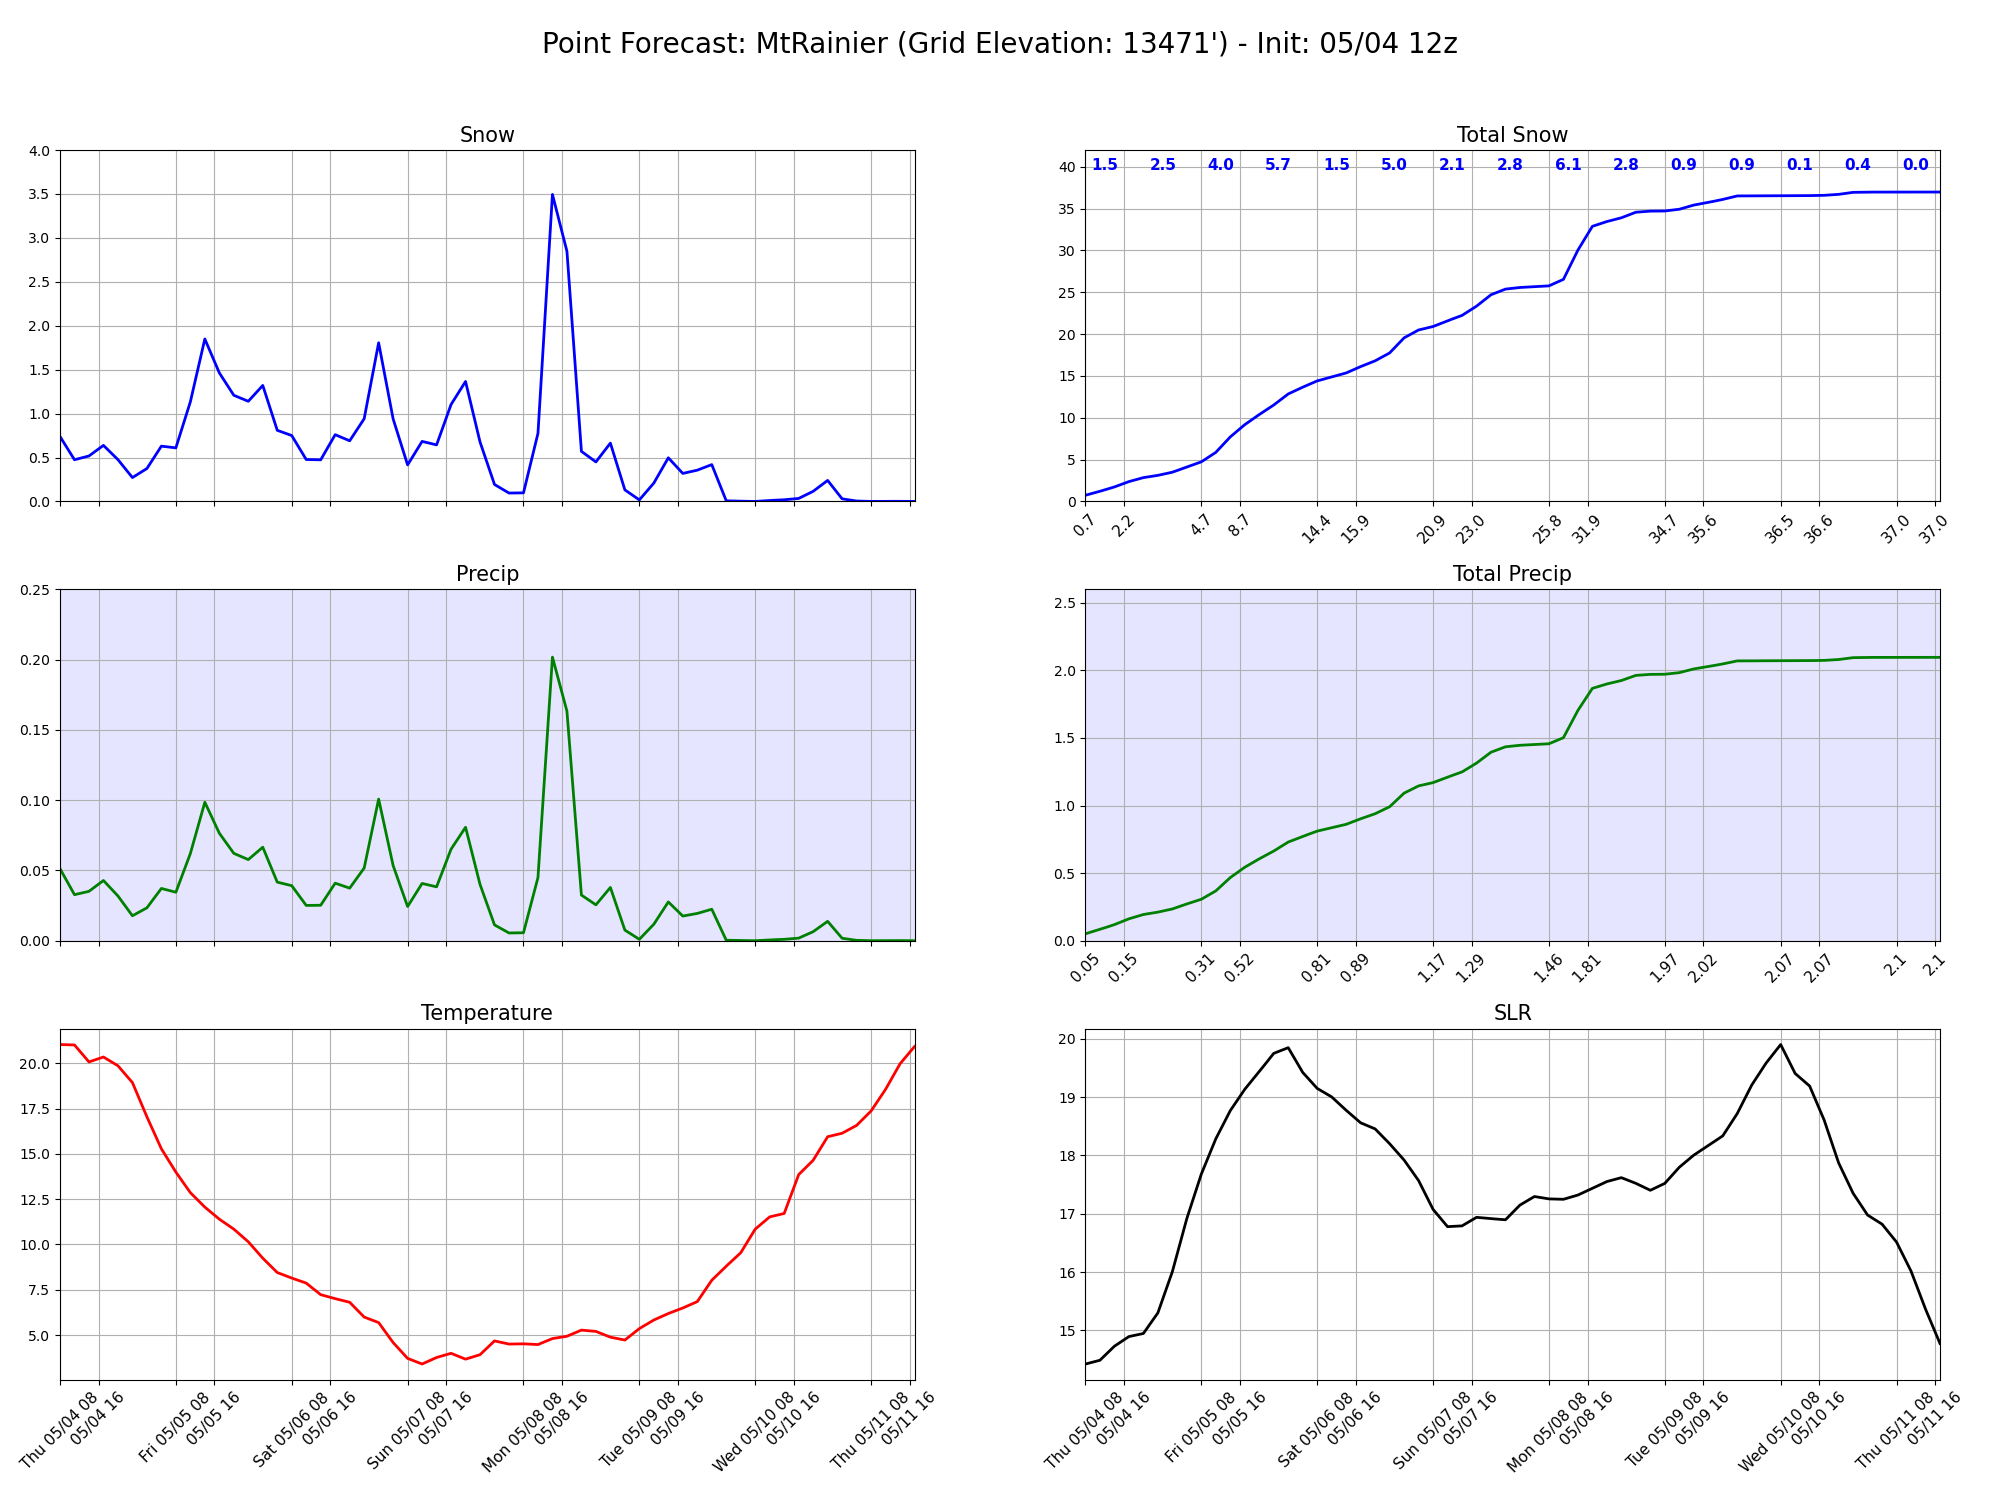 Point Forecast: MtRainier (Grid Elevation: 13471') - Init: 05/04 12z
Snow
4.0
3.5
3.0
2.5
2.0
1.5
1.0
0.5
0.0
Total Snow
1.5 2.5 4.0 5.7 1.5 5.0 2.1 2.8 6.1 2.8 0.9 0.9 0.1 0.4 0.0
40
35
30
25
20
15
10
5
0
0.7 2.2 4.7 8.7 14.4 15.9 20.9 23.0 25.8 31.9 34.7 35.6 36.5 36.6 37.0 37.0
Precip
0.25
0.20
0.15
0.10
0.05
0.00
Total Precip
2.5
2.0
1.5
1.0
0.5
0.0
0.05 0.15 0.31 0.52 0.81 0.89 1.17 1.29 1.46 1.81 1.97 2.02 2.07 2.07 2.1 2.1
Temperature
20.0
17.5
15.0
12.5
10.0
7.5
5.0
Thu 05/04 08
05/04 16
Fri 05/05 08
05/05 16
Sat 05/06 08
05/06 16
Sun 05/07 08
05/07 16
Mon 05/08 08
05/08 16
Tue 05/09 08
05/09 16
Wed 05/10 08
05/10 16
Thu 05/11 08
05/11 16
SLR
20
19
18
17
16
15
Thu 05/04 08
05/04 16
Fri 05/05 08
05/05 16
Sat 05/06 08
05/06 16
Sun 05/07 08
05/07 16
Mon 05/08 08
05/08 16
Tue 05/09 08
05/09 16
Wed 05/10 08
05/10 16
Thu 05/11 08
05/11 16